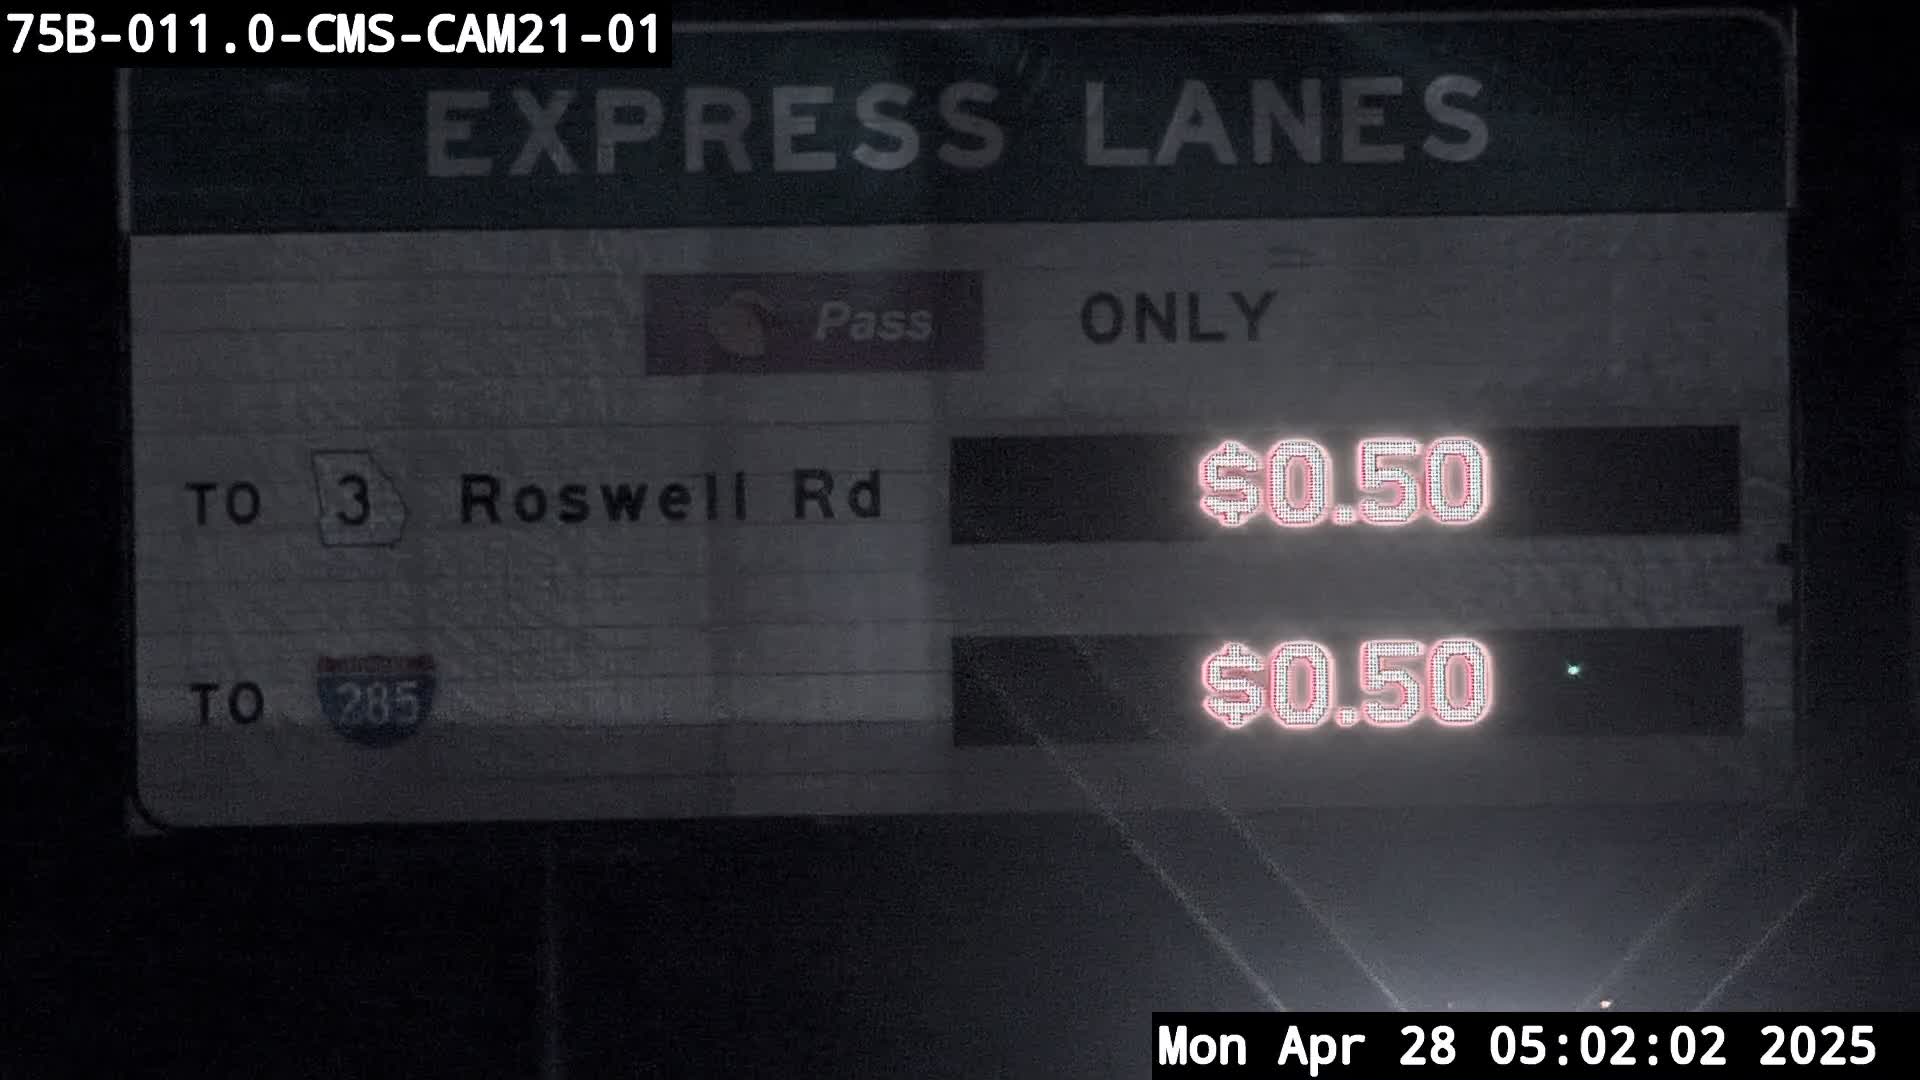 75B-011.0-CMS-CAM21-01
EXPRESS LANES
Pass ONLY
TO 3 Roswell Rd $0.50
TO 285 $0.50
Mon Apr 28 05:02:02 2025